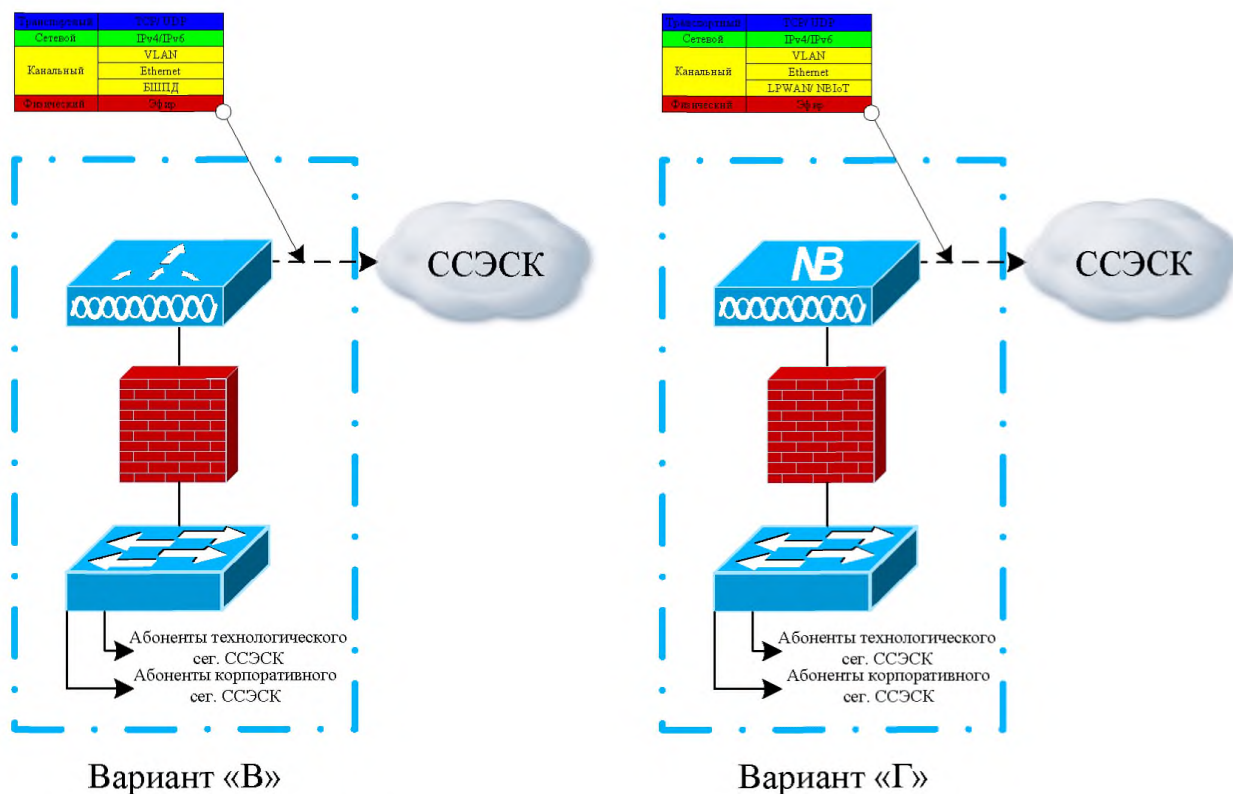 Транспортный TCP/ UDP
Сетевой IPv4/IPv6
Канальный
VLAN
Ethernet
БШПД
Физический Эфир
ССЭСК
Абоненты технологического
сег. ССЭСК
Абоненты корпоративного
сег. ССЭСК
Вариант «В»
Транспортный TCP/ UDP
Сетевой IPv4/IPv6
Канальный
VLAN
Ethernet
LPWAN/ NBIoT
Физический Эфир
NB
ССЭСК
Абоненты технологического
сег. ССЭСК
Абоненты корпоративного
сег. ССЭСК
Вариант «Г»